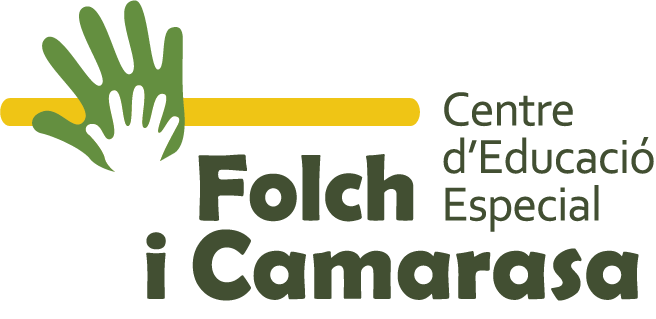 Centre
d'Educació
Especial
Folch
i Camarasa